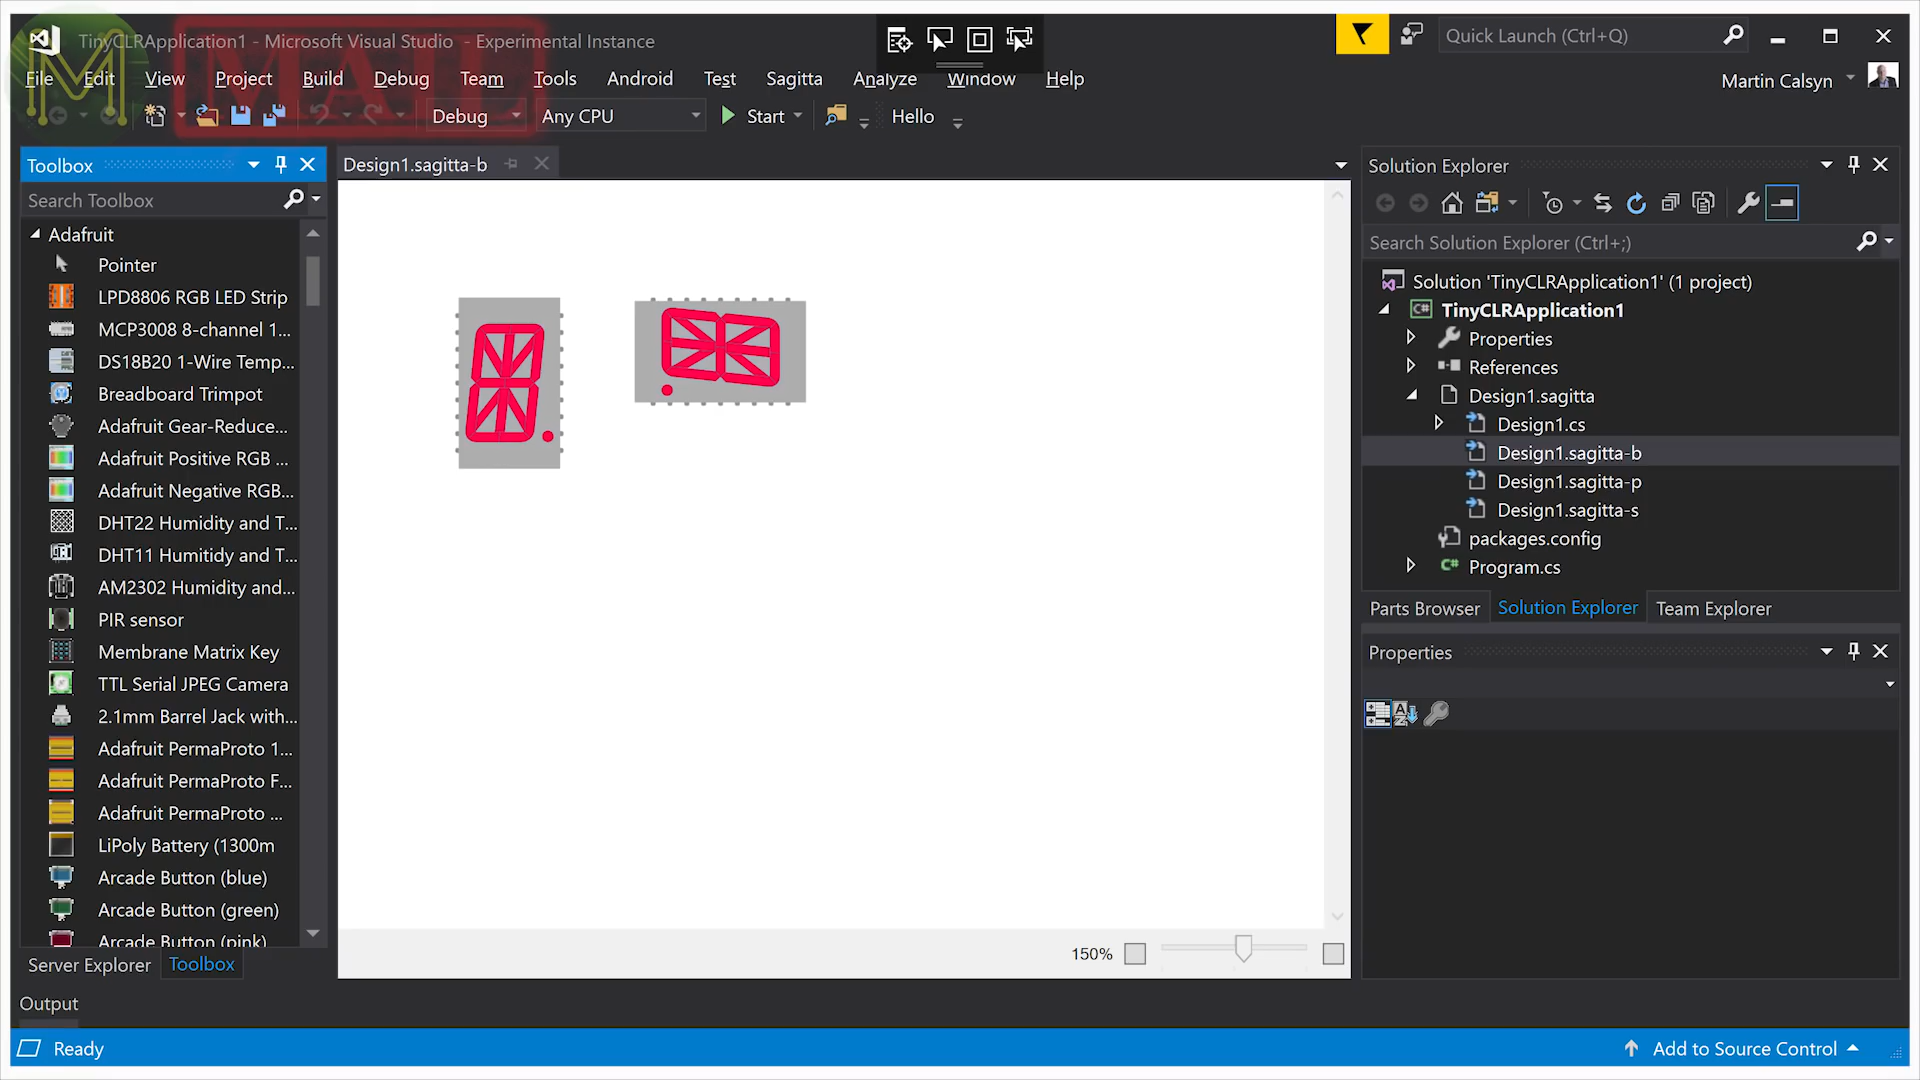 TinyCLRApplication1 - Microsoft Visual Studio - Experimental Instance
Quick Launch (Ctrl+Q)
M MAIL
File Edit View Project Build Debug Team Tools Android Test Sagitta Analyze Window Help
Martin Calsyn
Debug Any CPU Start Hello
Toolbox
Search Toolbox
Adafruit
Pointer
LPD8806 RGB LED Strip
MCP3008 8-channel 1...
DS18B20 1-Wire Temp...
Breadboard Trimpot
Adafruit Gear-Reduce...
Adafruit Positive RGB ...
Adafruit Negative RGB...
DHT22 Humidity and T...
DHT11 Humitidy and T...
AM2302 Humidity and...
PIR sensor
Membrane Matrix Key
TTL Serial JPEG Camera
2.1mm Barrel Jack with...
Adafruit PermaProto 1...
Adafruit PermaProto F...
Adafruit PermaProto ...
LiPoly Battery (1300m
Arcade Button (blue)
Arcade Button (green)
Arcade Button (pink)
Server Explorer Toolbox
Design1.sagitta-b
150%
Solution Explorer
Search Solution Explorer (Ctrl+;)
Solution 'TinyCLRApplication1' (1 project)
TinyCLRApplication1
Properties
References
Design1.sagitta
Design1.cs
Design1.sagitta-b
Design1.sagitta-p
Design1.sagitta-s
packages.config
C# Program.cs
Parts Browser Solution Explorer Team Explorer
Properties
Output
Ready
Add to Source Control